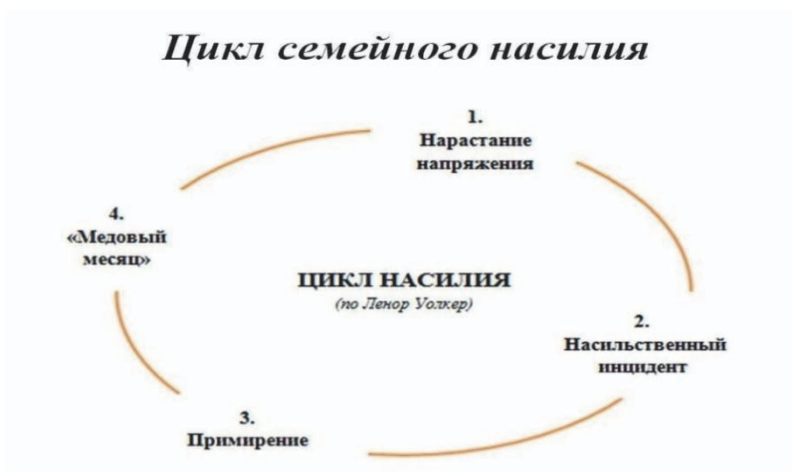 Цикл семейного насилия
1.
Нарастание
напряжения
4.
«Медовый
месяц»
ЦИКЛ НАСИЛИЯ
(по Ленор Уолкер)
2.
Насильственный
инцидент
3.
Примирение